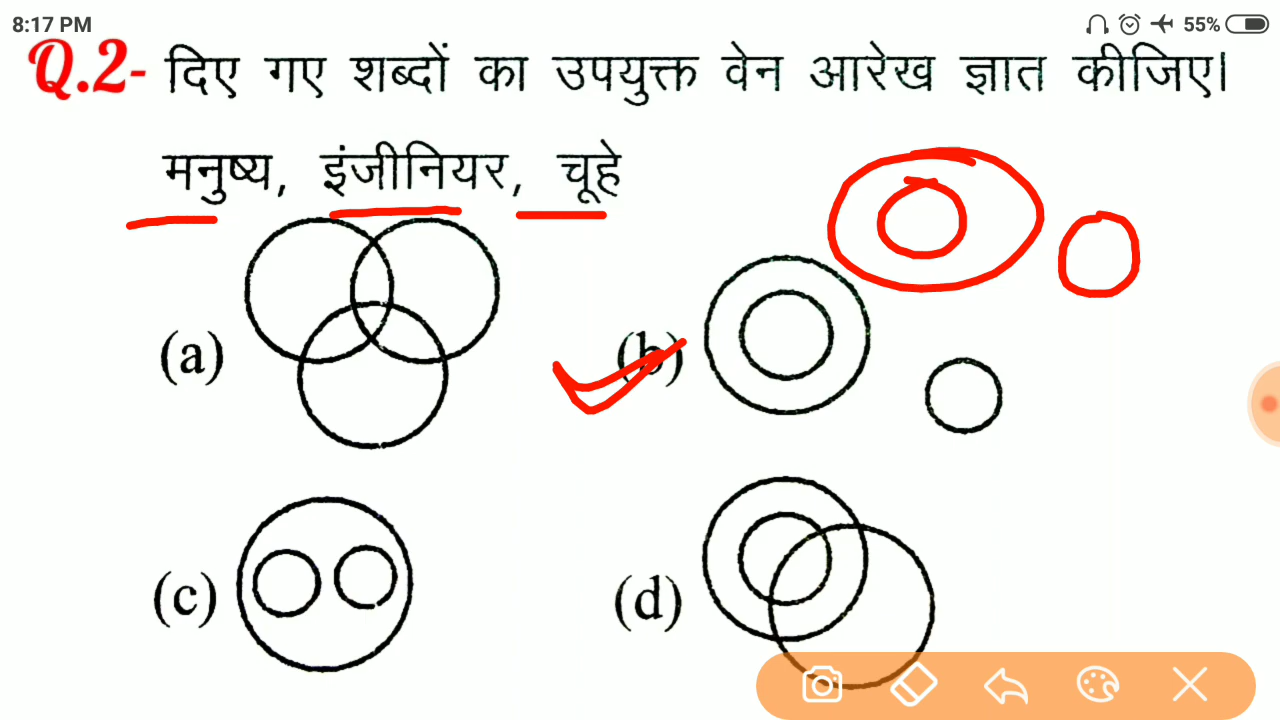 8:17 PM 55%
Q.2- दिए गए शब्दों का उपयुक्त वेन आरेख ज्ञात कीजिए।
मनुष्य, इंजीनियर, चूहे
(a) (b)
(c) (d)